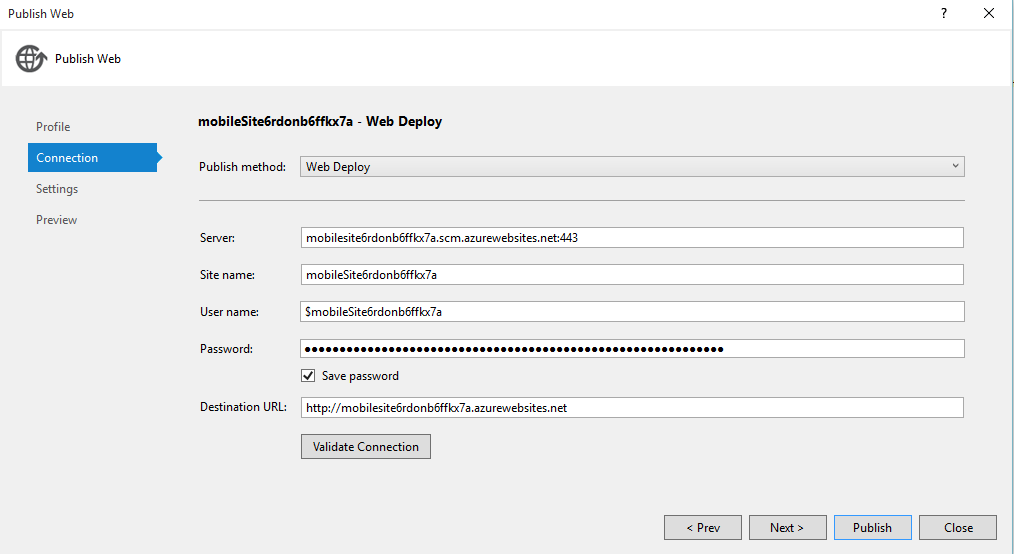 Publish Web
?
Publish Web
Profile
Connection
Settings
Preview
mobileSite6rdonb6ffkx7a - Web Deploy
Publish method: Web Deploy
Server: mobilesite6rdonb6ffkx7a.scm.azurewebsites.net:443
Site name: mobileSite6rdonb6ffkx7a
User name: $mobileSite6rdonb6ffkx7a
Password: ●●●●●●●●●●●●●●●●●●●●●●●●●●●●●●●●●●●●●●●●●●●●●●●●●●●●●●●●●●●●
Save password
Destination URL: http://mobilesite6rdonb6ffkx7a.azurewebsites.net
Validate Connection
< Prev Next > Publish Close